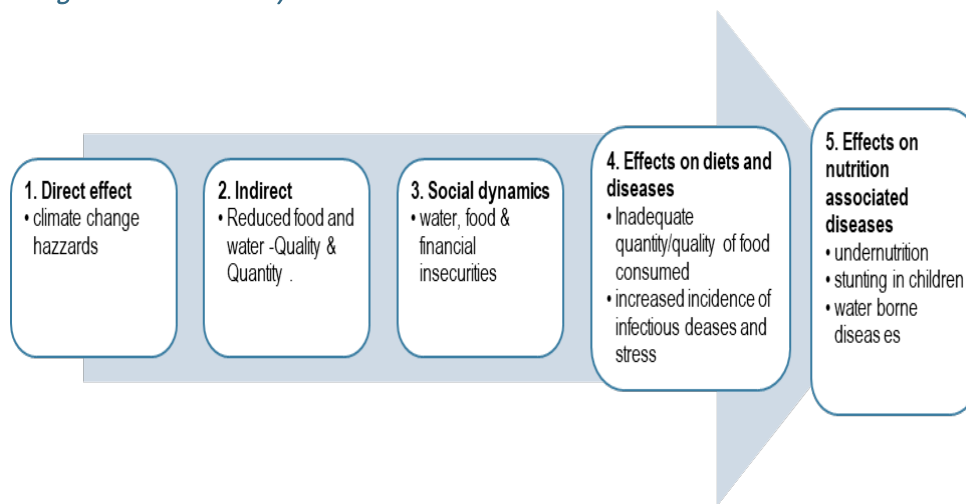 1. Direct effect
• climate change
hazzards
2. Indirect
• Reduced food and
water -Quality &
Quantity .
3. Social dynamics
• water, food &
financial
insecurities
4. Effects on diets and
diseases
• Inadequate
quantity/quality of food
consumed
• increased incidence of
infectious deases and
stress
5. Effects on
nutrition
associated
diseases
• undernutrition
• stunting in children
• water borne
diseas es